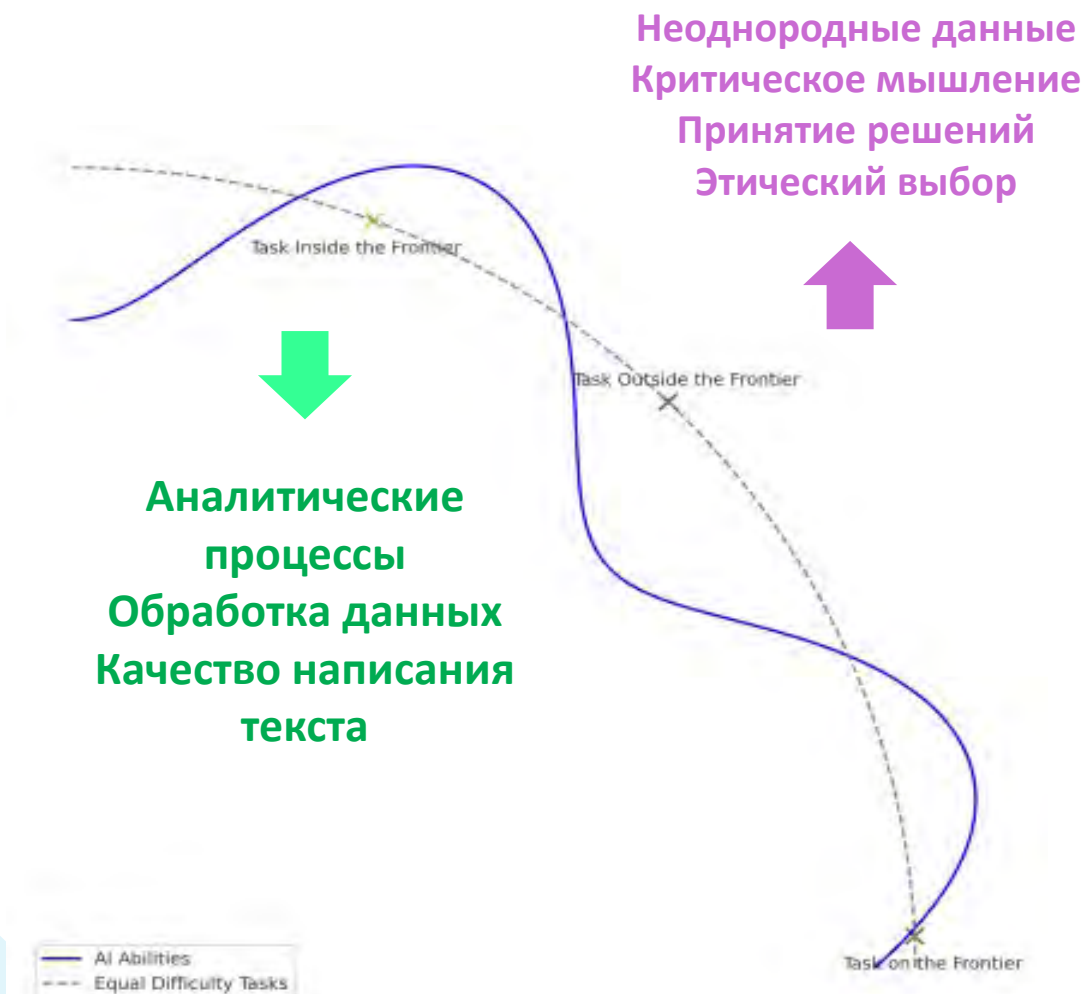 Неоднородные данные
Критическое мышление
Принятие решений
Этический выбор
Task Inside the Frontier
Task Outside the Frontier
Аналитические
процессы
Обработка данных
Качество написания
текста
AI Abilities
Equal Difficulty Tasks
Task on the Frontier